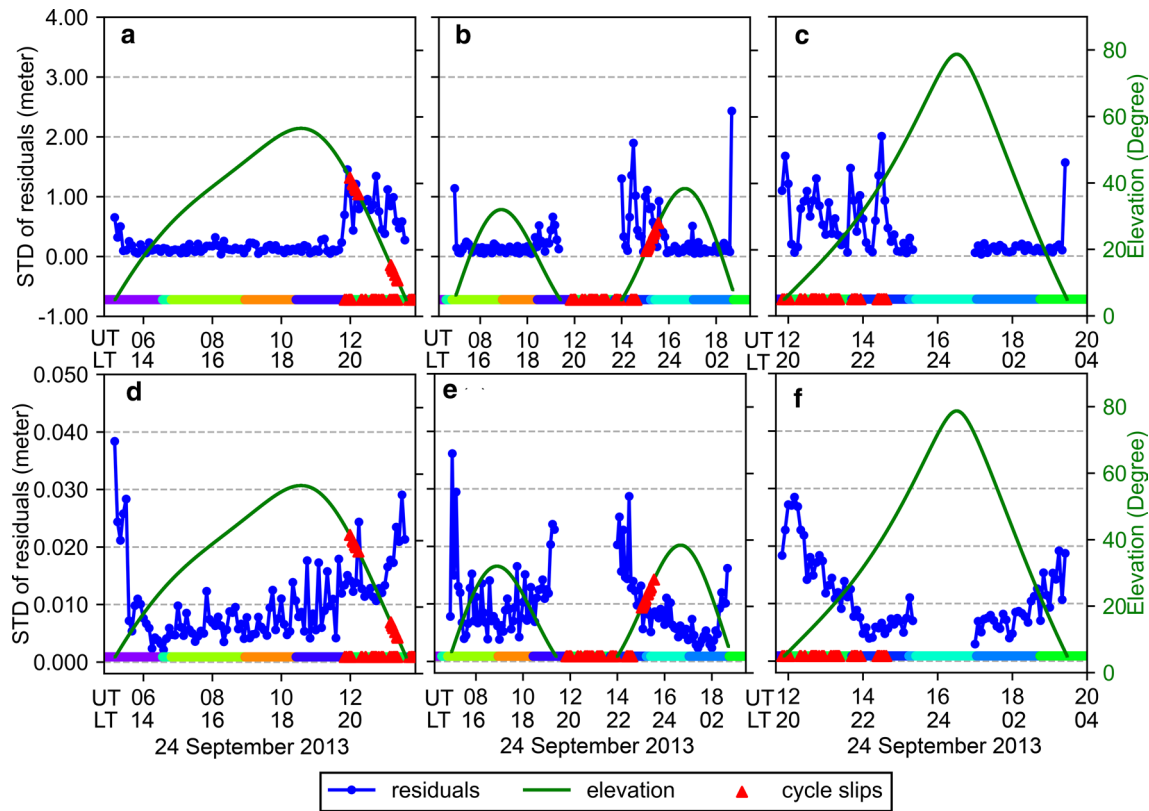 a b c
4.00
3.00
2.00
1.00
0.00
-1.00
STD of residuals (meter)
80
60
40
20
0
Elevation (Degree)
UT 06 08 10 12 UT 08 10 12 14 16 18 UT 12 14 16 18 20
LT 14 16 18 20 LT 16 18 20 22 24 02 LT 20 22 24 02 04
d e f
0.050
0.040
0.030
0.020
0.010
0.000
STD of residuals (meter)
80
60
40
20
0
Elevation (Degree)
UT 06 08 10 12 UT 08 10 12 14 16 18 UT 12 14 16 18 20
LT 14 16 18 20 LT 16 18 20 22 24 02 LT 20 22 24 02 04
24 September 2013 24 September 2013 24 September 2013
residuals elevation cycle slips